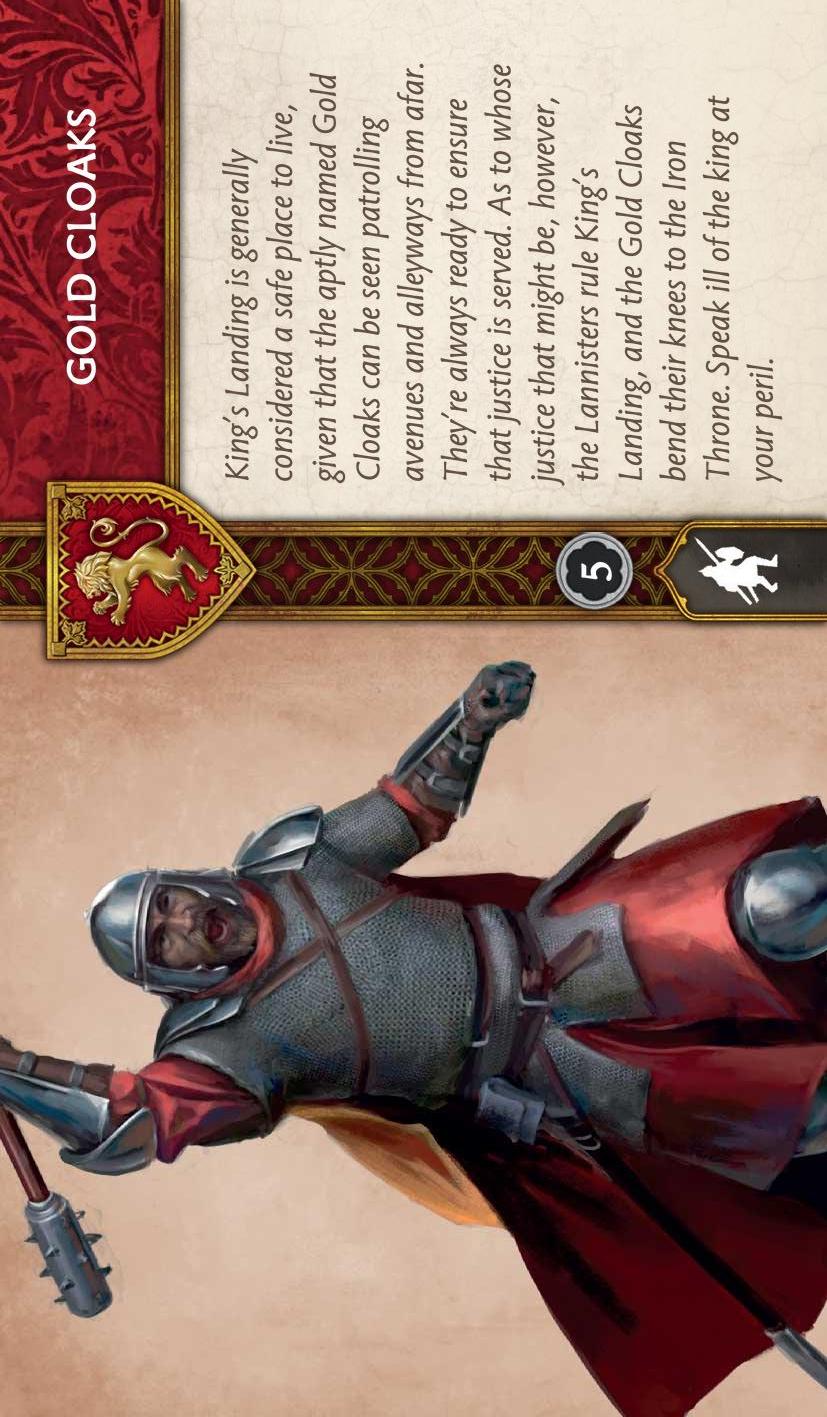 GOLD CLOAKS
King's Landing is generally
considered a safe place to live,
given that the aptly named Gold
Cloaks can be seen patrolling
avenues and alleyways from afar.
They're always ready to ensure
that justice is served. As to whose
justice that might be, however,
the Lannisters rule King's
Landing, and the Gold Cloaks
bend their knees to the Iron
Throne. Speak ill of the king at
your peril.
5